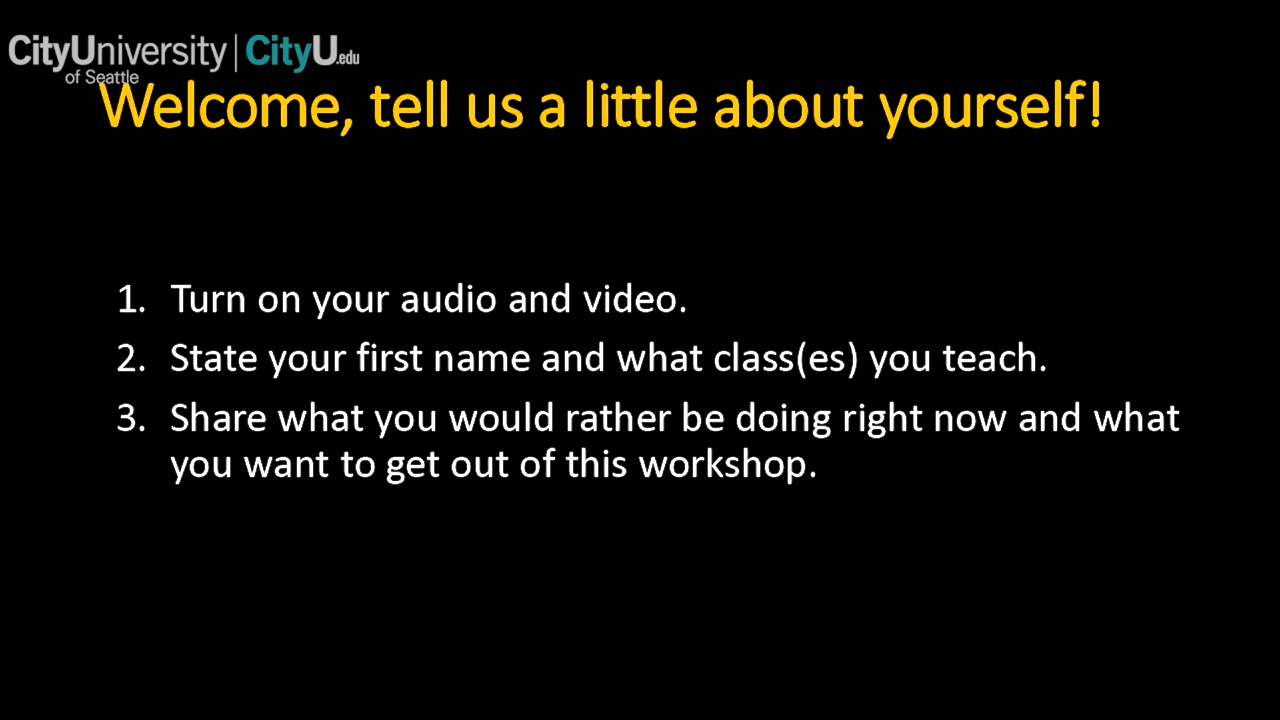 CityUniversity | CityU.edu
of Seattle
Welcome, tell us a little about yourself!
1. Turn on your audio and video.
2. State your first name and what class(es) you teach.
3. Share what you would rather be doing right now and what
you want to get out of this workshop.